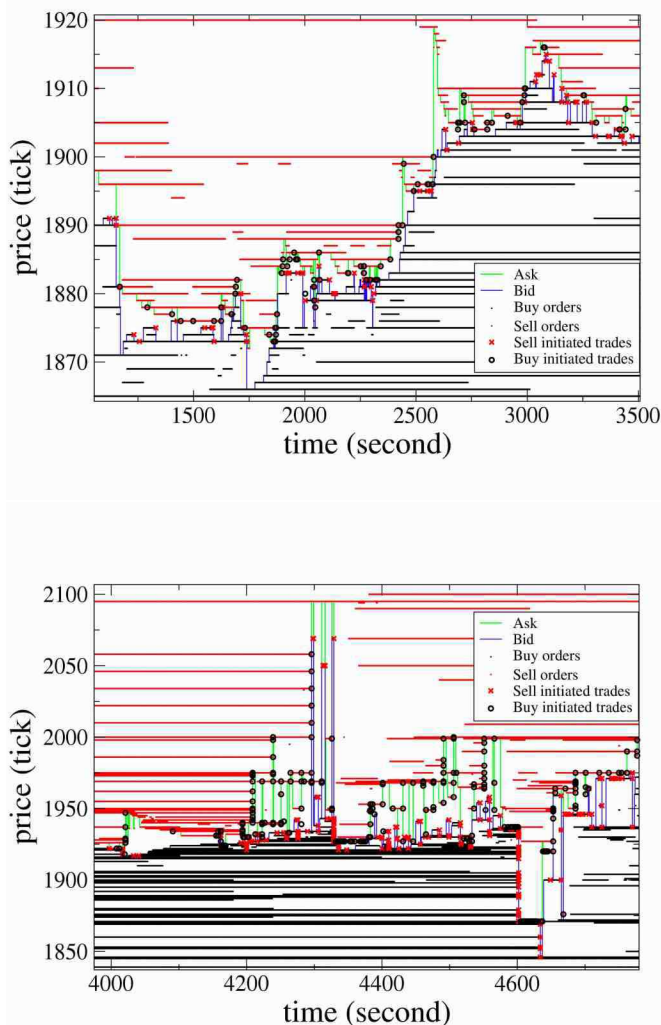 1920
1910
1900
1890
1880
1870
price (tick)
Ask
Bid
Buy orders
Sell orders
Sell initiated trades
Buy initiated trades
1500 2000 2500 3000 3500
time (second)
2100
2050
2000
1950
1900
1850
price (tick)
Ask
Bid
Buy orders
Sell orders
Sell initiated trades
Buy initiated trades
4000 4200 4400 4600
time (second)